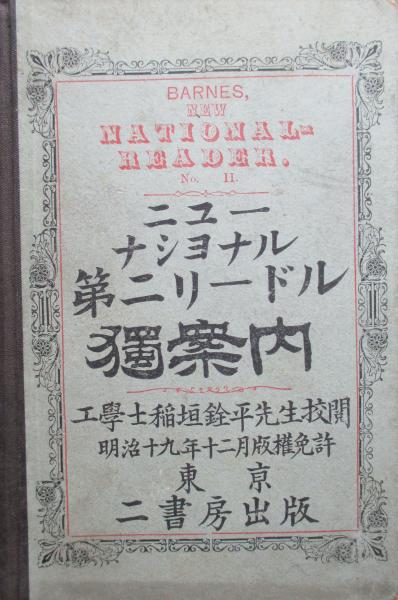 BARNES,
NEW
NATIONAL-
READER.
No. II.
ニユー
ナシヨナル
第二リードル
獨案内
工學士稲垣銓平先生校閲
明治十九年十二月版權免許
東京
二書房出版